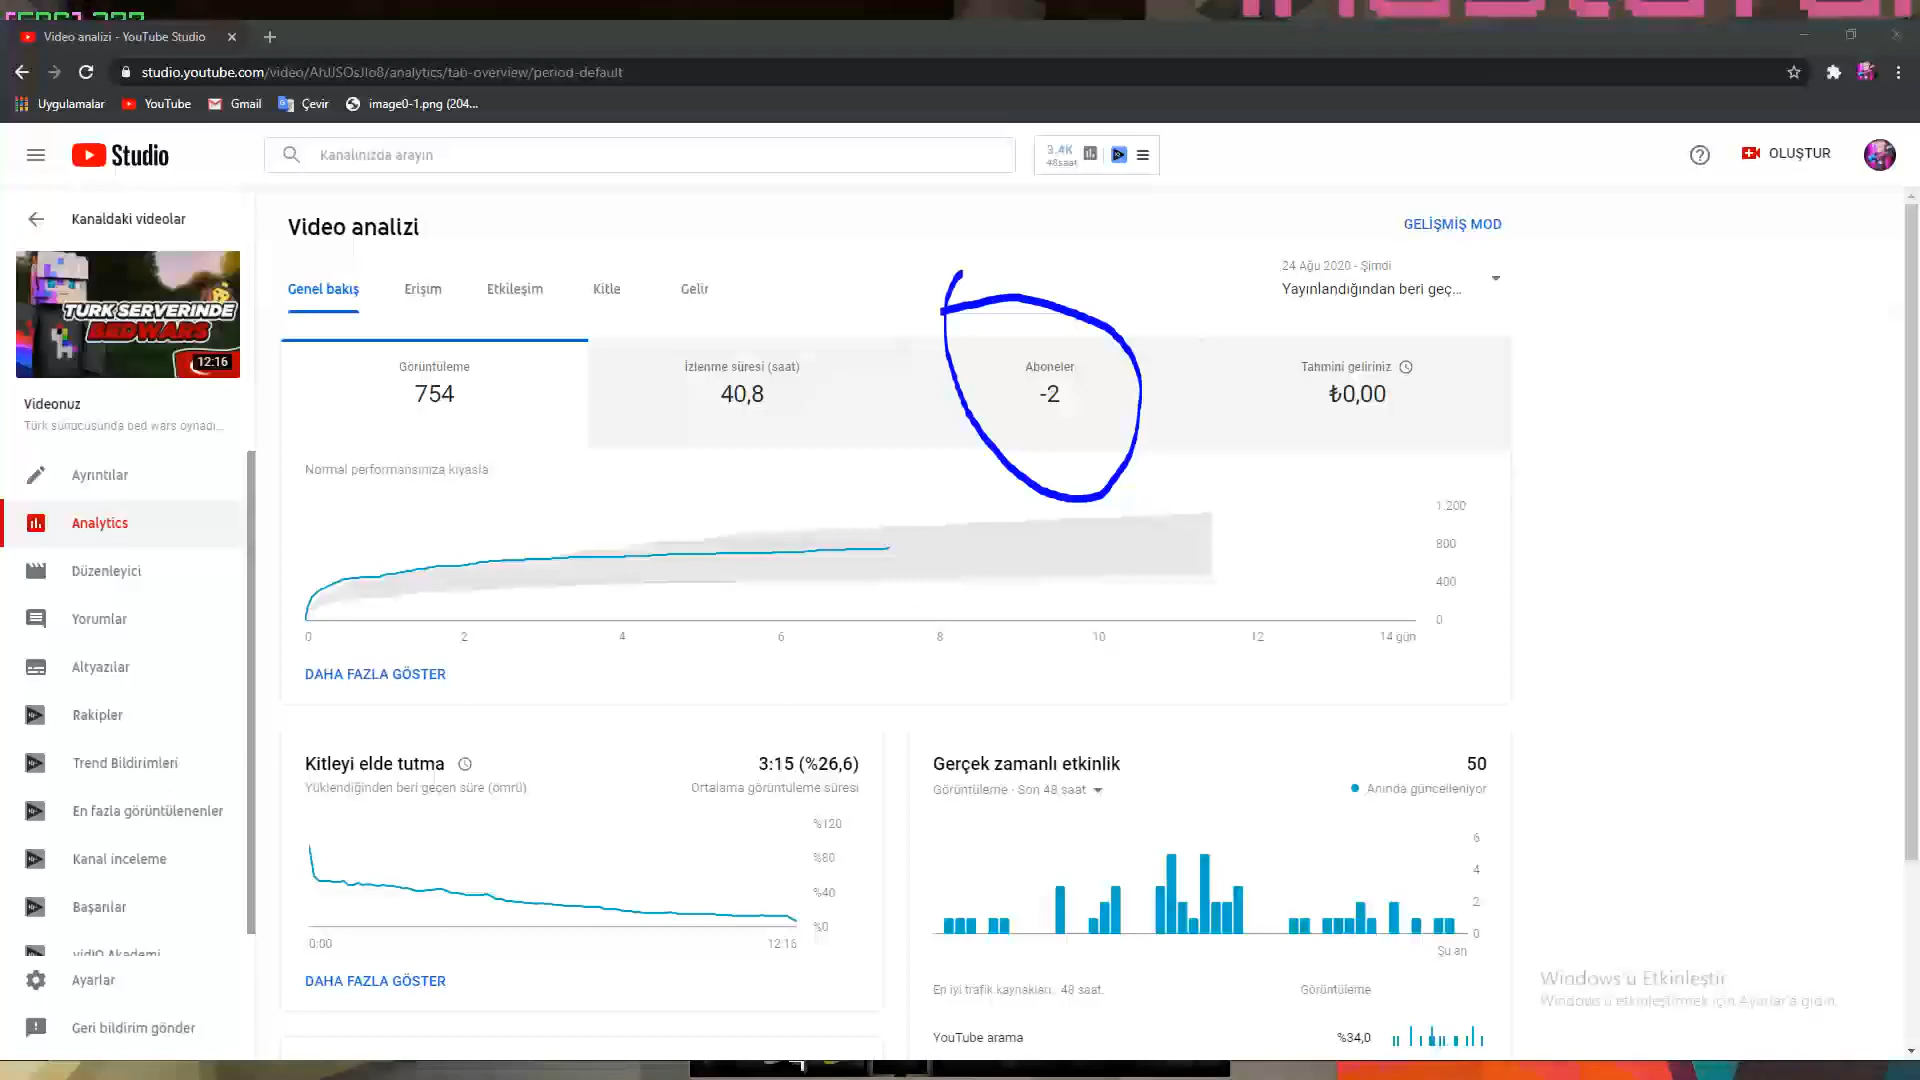 Video analizi - YouTube Studio
studio.youtube.com/video/AhJJSOsJIo8/analytics/tab-overview/period-default
Uygulamalar YouTube Gmail Çevir image0-1.png (204...
Studio
Kanalınızda arayın
3.4K
48saat
OLUŞTUR
Kanaldaki videolar
TURK SERVERINDE
BEDWARS
12:16
Videonuz
Türk sunucusunda bed wars oynadı...
Ayrıntılar
Analytics
Düzenleyici
Yorumlar
Altyazılar
Rakipler
Trend Bildirimleri
En fazla görüntülenenler
Kanal inceleme
Başarılar
vidIQ Akademi
Ayarlar
Geri bildirim gönder
Video analizi
GELİŞMİŞ MOD
Genel bakış Erişim Etkileşim Kitle Gelir
24 Ağu 2020 - Şimdi
Yayınlandığından beri geç...
Görüntüleme
754
İzlenme süresi (saat)
40,8
Aboneler
-2
Tahmini geliriniz
₺0,00
Normal performansınıza kıyasla
1.200
800
400
0
0 2 4 6 8 10 12 14 gün
DAHA FAZLA GÖSTER
Kitleyi elde tutma
3:15 (%26,6)
Yüklendiğinden beri geçen süre (ömrü)
Ortalama görüntüleme süresi
%120
%80
%40
%0
0:00 12:16
DAHA FAZLA GÖSTER
Gerçek zamanlı etkinlik
50
Görüntüleme · Son 48 saat
Anında güncelleniyor
6
4
2
0
Şu an
En iyi trafik kaynakları, 48 saat.
Görüntüleme
YouTube arama
%34,0
Windows'u Etkinleştir
Windows'u etkinleştirmek için Ayarlar'a gidin.